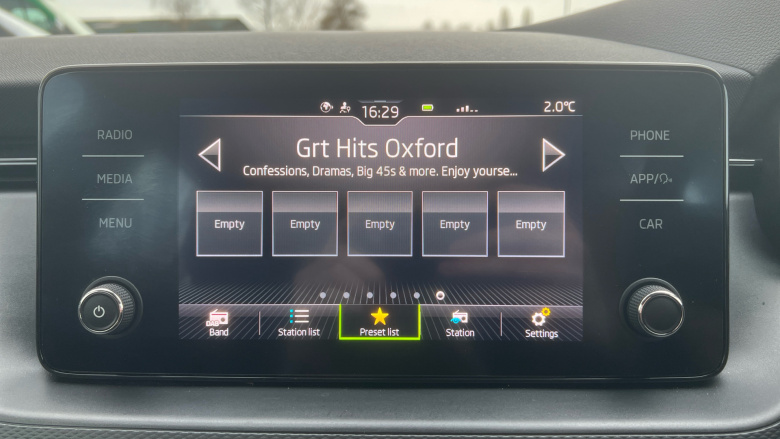 16:29
2.0°C
RADIO
MEDIA
MENU
Grt Hits Oxford
Confessions, Dramas, Big 45s & more. Enjoy yourse...
Empty Empty Empty Empty Empty
PHONE
APP/
CAR
DAB
Band Station list Preset list Station Settings